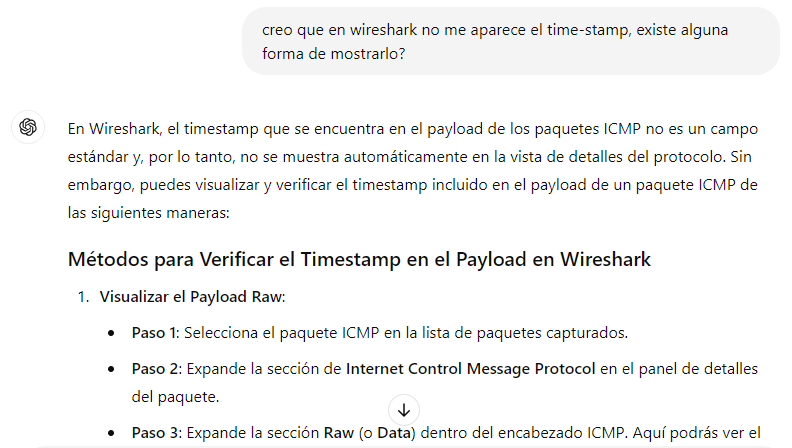 creo que en wireshark no me aparece el time-stamp, existe alguna
forma de mostrarlo?
En Wireshark, el timestamp que se encuentra en el payload de los paquetes ICMP no es un campo
estándar y, por lo tanto, no se muestra automáticamente en la vista de detalles del protocolo. Sin
embargo, puedes visualizar y verificar el timestamp incluido en el payload de un paquete ICMP de
las siguientes maneras:
Métodos para Verificar el Timestamp en el Payload en Wireshark
1. Visualizar el Payload Raw:
• Paso 1: Selecciona el paquete ICMP en la lista de paquetes capturados.
• Paso 2: Expande la sección de Internet Control Message Protocol en el panel de detalles
del paquete.
• Paso 3: Expande la sección Raw (o Data) dentro del encabezado ICMP. Aquí podrás ver el